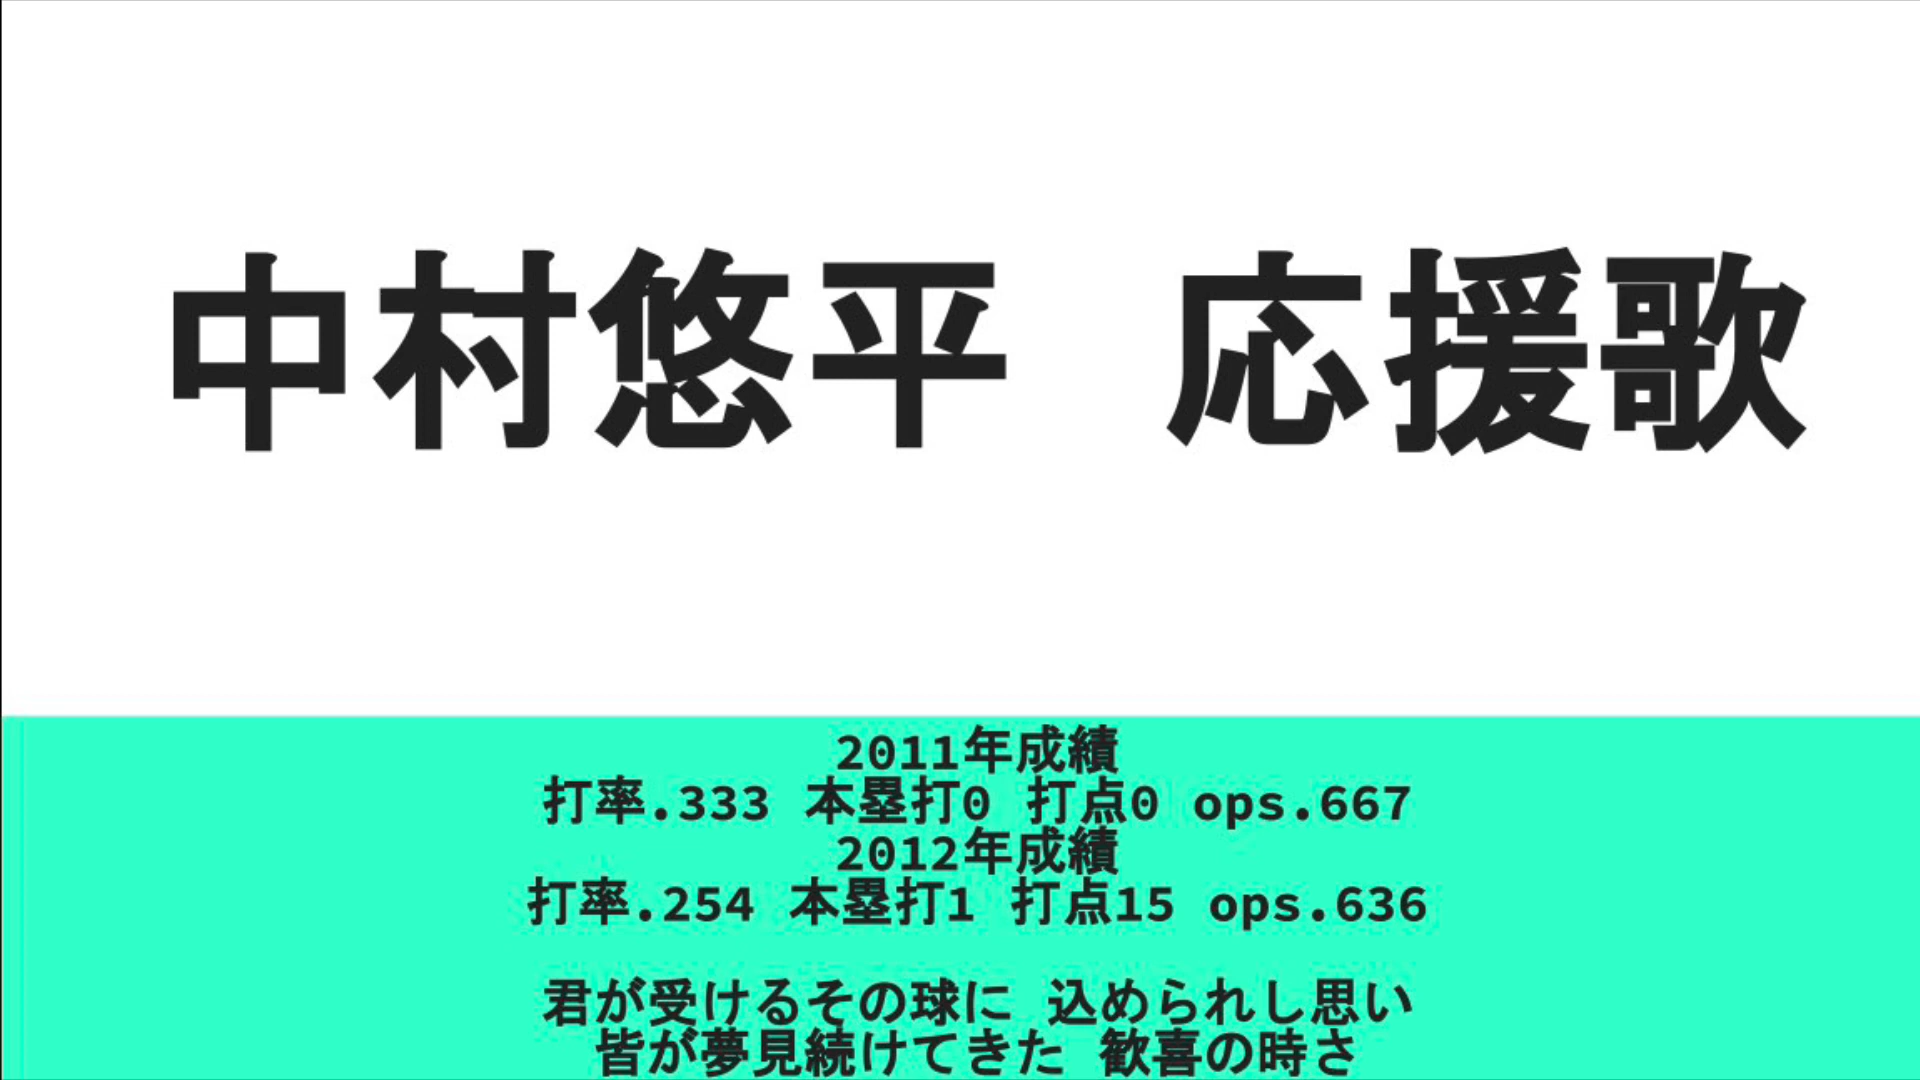 中村悠平 応援歌
2011年成績
打率.333 本塁打0 打点0 ops.667
2012年成績
打率.254 本塁打1 打点15 ops.636
君が受けるその球に 込められし思い
皆が夢見続けてきた 歓喜の時さ